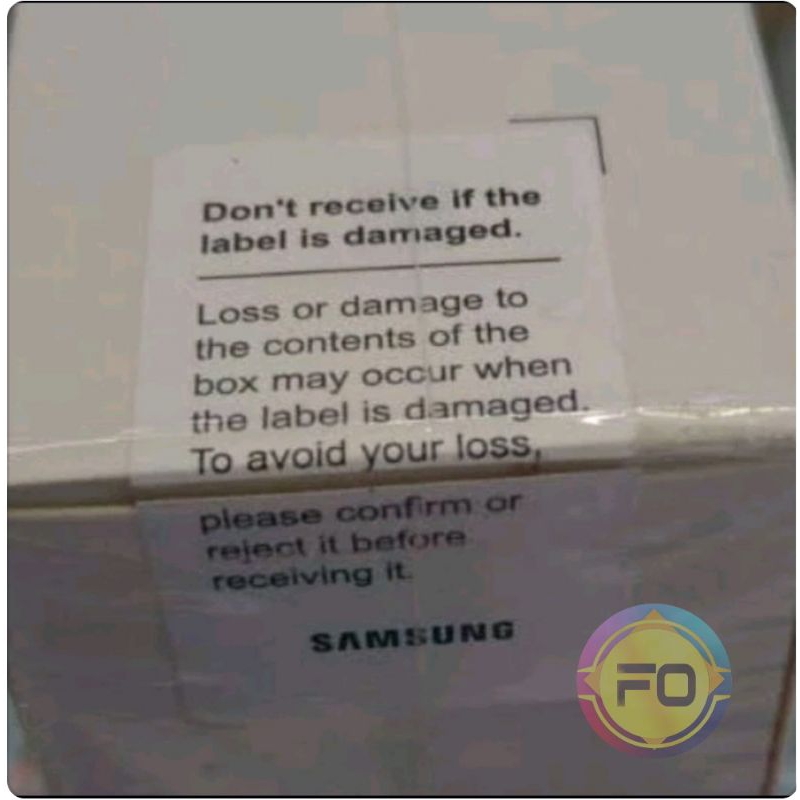 Don't receive if the
label is damaged.
Loss or damage to
the contents of the
box may occur when
the label is damaged.
To avoid your loss,
please confirm or
reject it before
receiving it.
SAMSUNG
FO